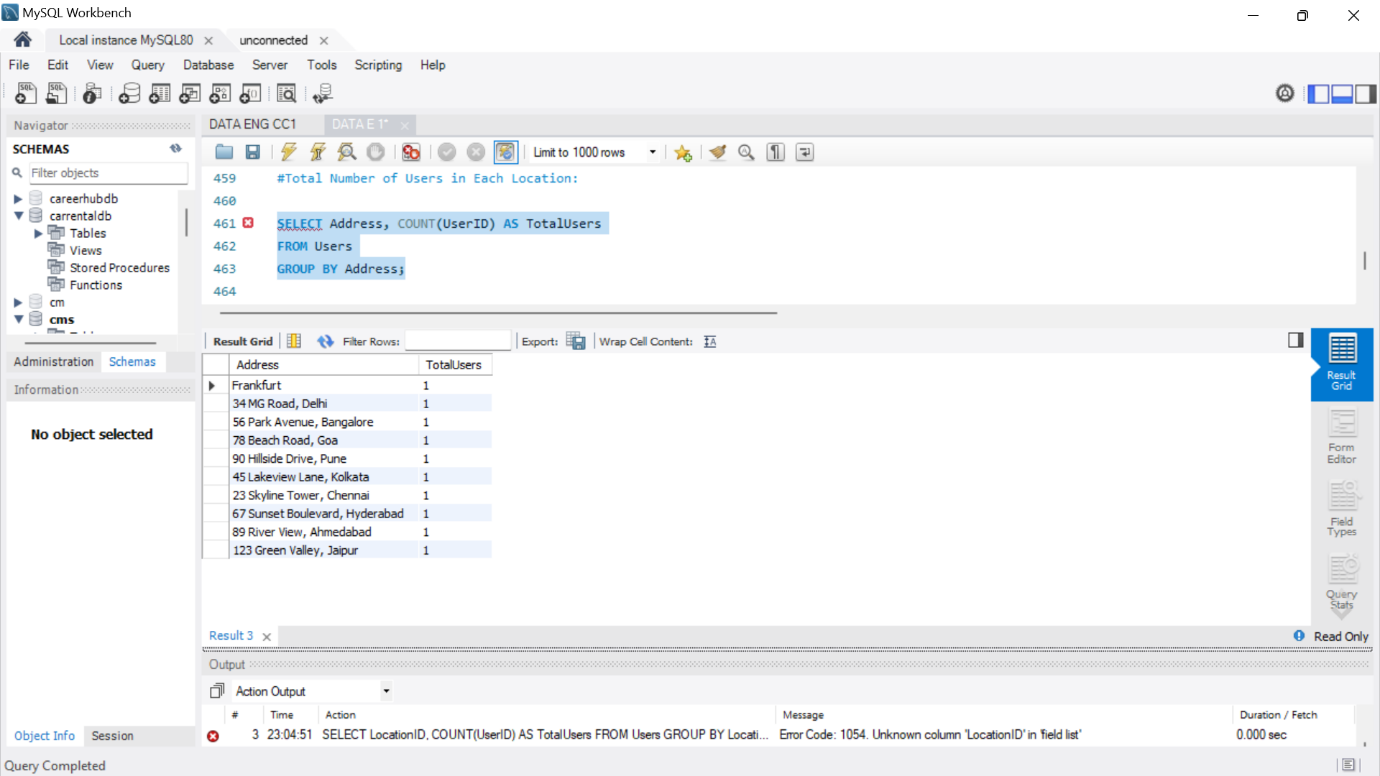 MySQL Workbench
Local instance MySQL80
unconnected
File Edit View Query Database Server Tools Scripting Help
Navigator
SCHEMAS
Filter objects
careerhubdb
carrentaldb
Tables
Views
Stored Procedures
Functions
cm
cms
Administration Schemas
Information
No object selected
Object Info Session
DATA ENG CC1 DATA E 1*
Limit to 1000 rows
459 #Total Number of Users in Each Location:
460
461 SELECT Address, COUNT(UserID) AS TotalUsers
462 FROM Users
463 GROUP BY Address;
464
Result Grid Filter Rows: Export: Wrap Cell Content:
Address TotalUsers
Frankfurt 1
34 MG Road, Delhi 1
56 Park Avenue, Bangalore 1
78 Beach Road, Goa 1
90 Hillside Drive, Pune 1
45 Lakeview Lane, Kolkata 1
23 Skyline Tower, Chennai 1
67 Sunset Boulevard, Hyderabad 1
89 River View, Ahmedabad 1
123 Green Valley, Jaipur 1
Result
Grid
Form
Editor
Field
Types
Query
Stats
Result 3
Read Only
Output
Action Output
# Time Action Message Duration / Fetch
3 23:04:51 SELECT LocationID, COUNT(UserID) AS TotalUsers FROM Users GROUP BY Locati... Error Code: 1054. Unknown column 'LocationID' in 'field list' 0.000 sec
Query Completed